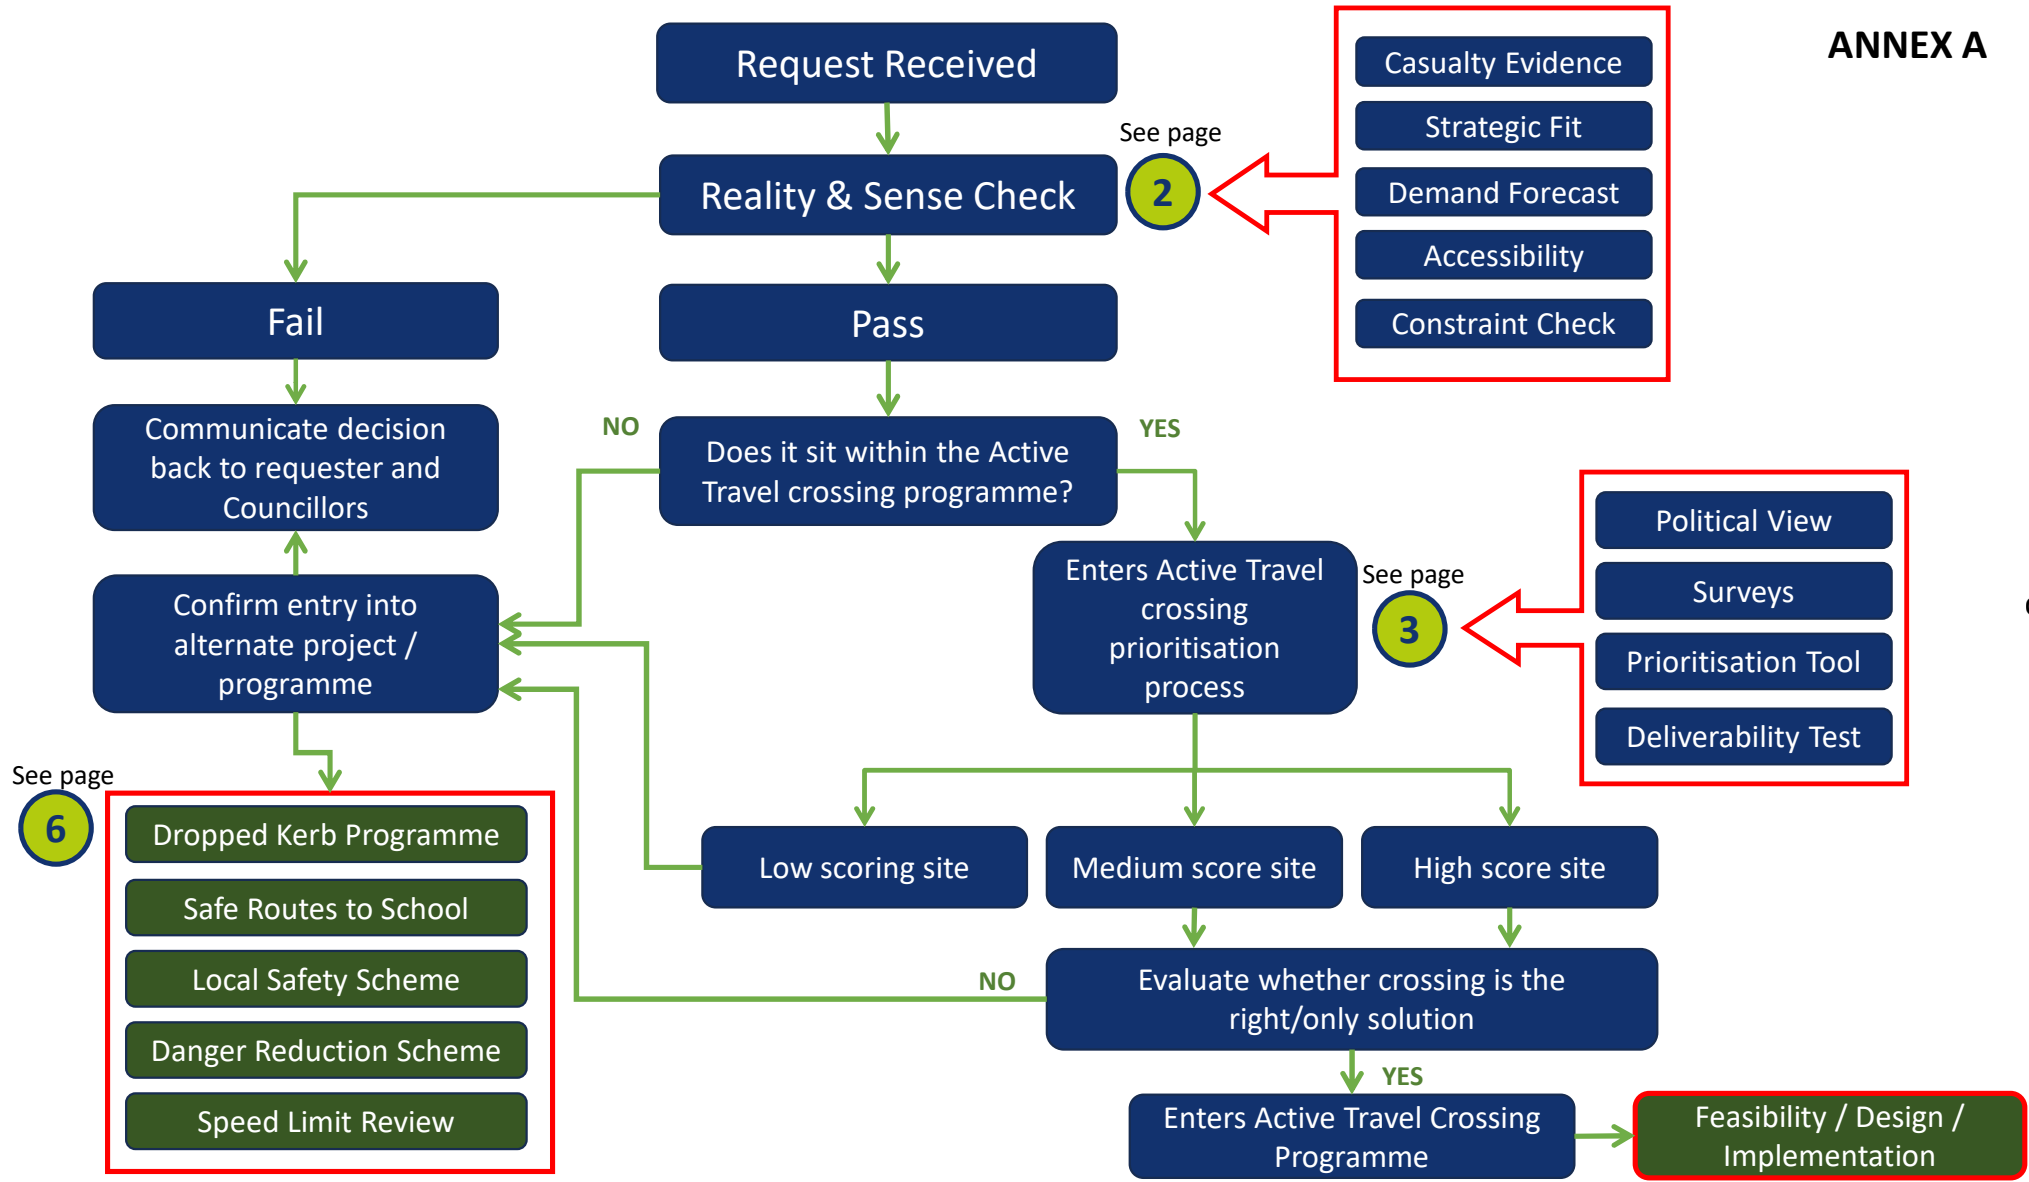 ANNEX A
Request Received
See page
2
Reality & Sense Check
Casualty Evidence
Strategic Fit
Demand Forecast
Accessibility
Constraint Check
Fail
Pass
Communicate decision
back to requester and
Councillors
NO
Does it sit within the Active
Travel crossing programme?
YES
Confirm entry into
alternate project /
programme
Enters Active Travel
crossing
prioritisation
process
See page
3
Political View
Surveys
Prioritisation Tool
Deliverability Test
See page
6
Dropped Kerb Programme
Safe Routes to School
Local Safety Scheme
Danger Reduction Scheme
Speed Limit Review
Low scoring site
Medium score site
High score site
NO
Evaluate whether crossing is the
right/only solution
YES
Enters Active Travel Crossing
Programme
Feasibility / Design /
Implementation